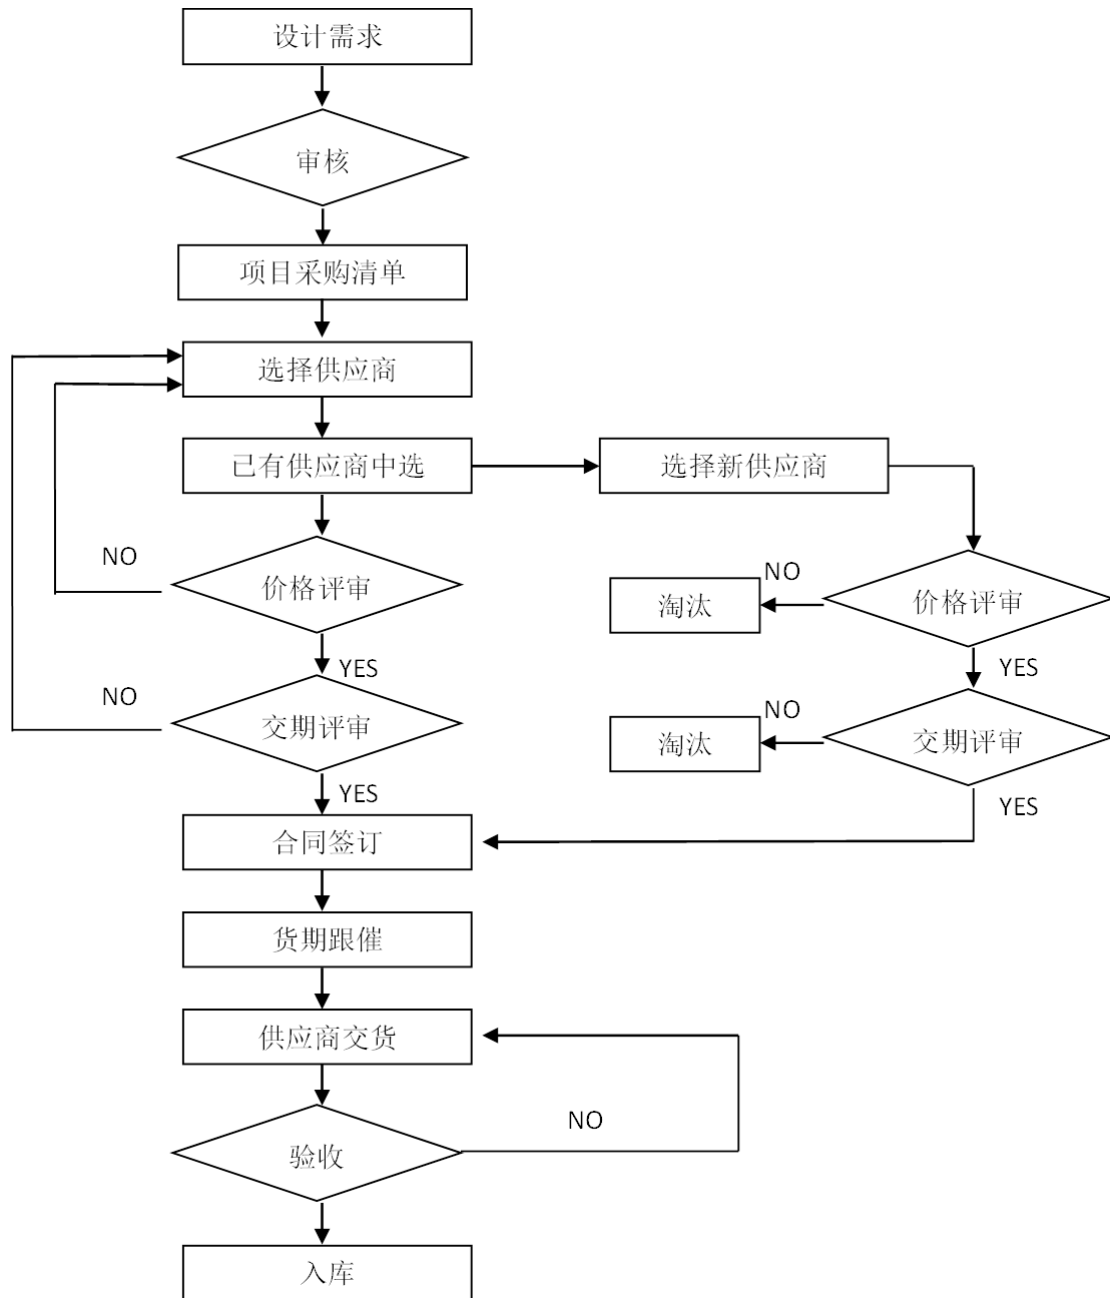 设计需求
审核
项目采购清单
选择供应商
已有供应商中选
选择新供应商
NO
价格评审
NO
淘汰
价格评审
YES
YES
NO
交期评审
NO
淘汰
交期评审
YES
YES
合同签订
货期跟催
供应商交货
NO
验收
入库